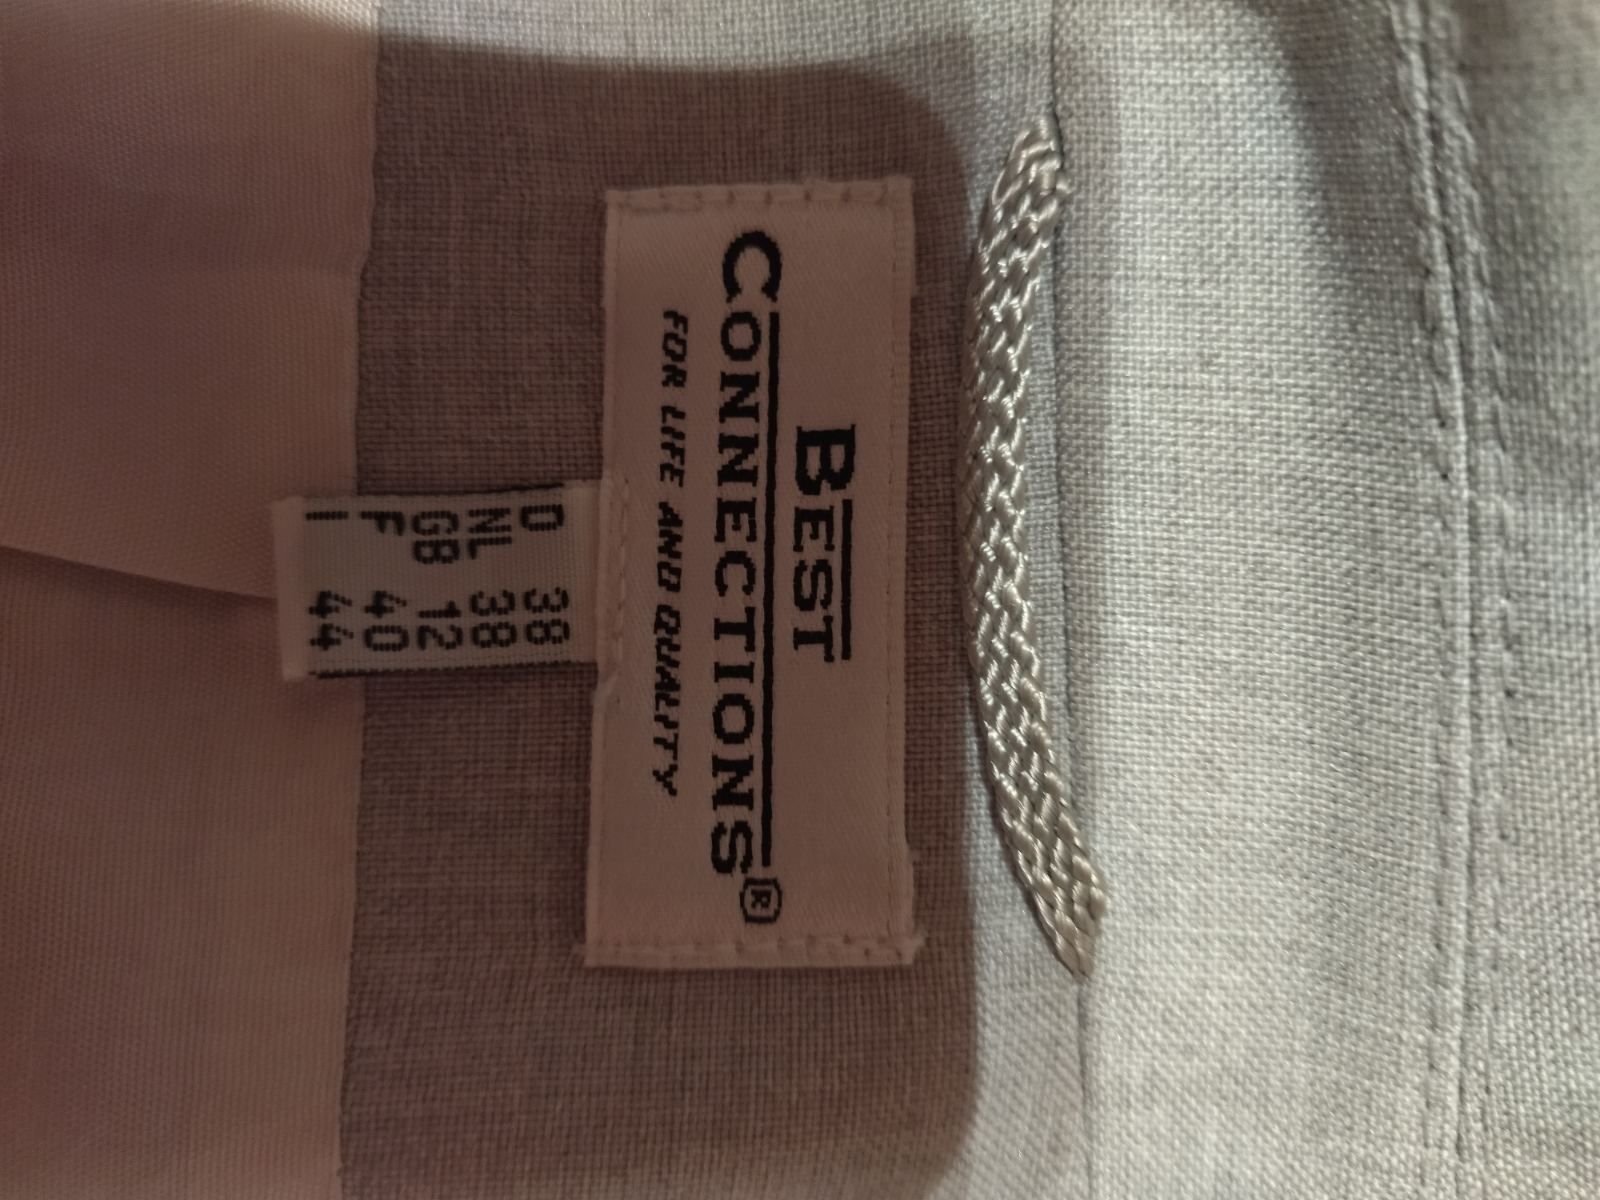 BEST
CONNECTIONS®
FOR LIFE AND QUALITY
D 38
NL 38
GB 12
F 40
I 44